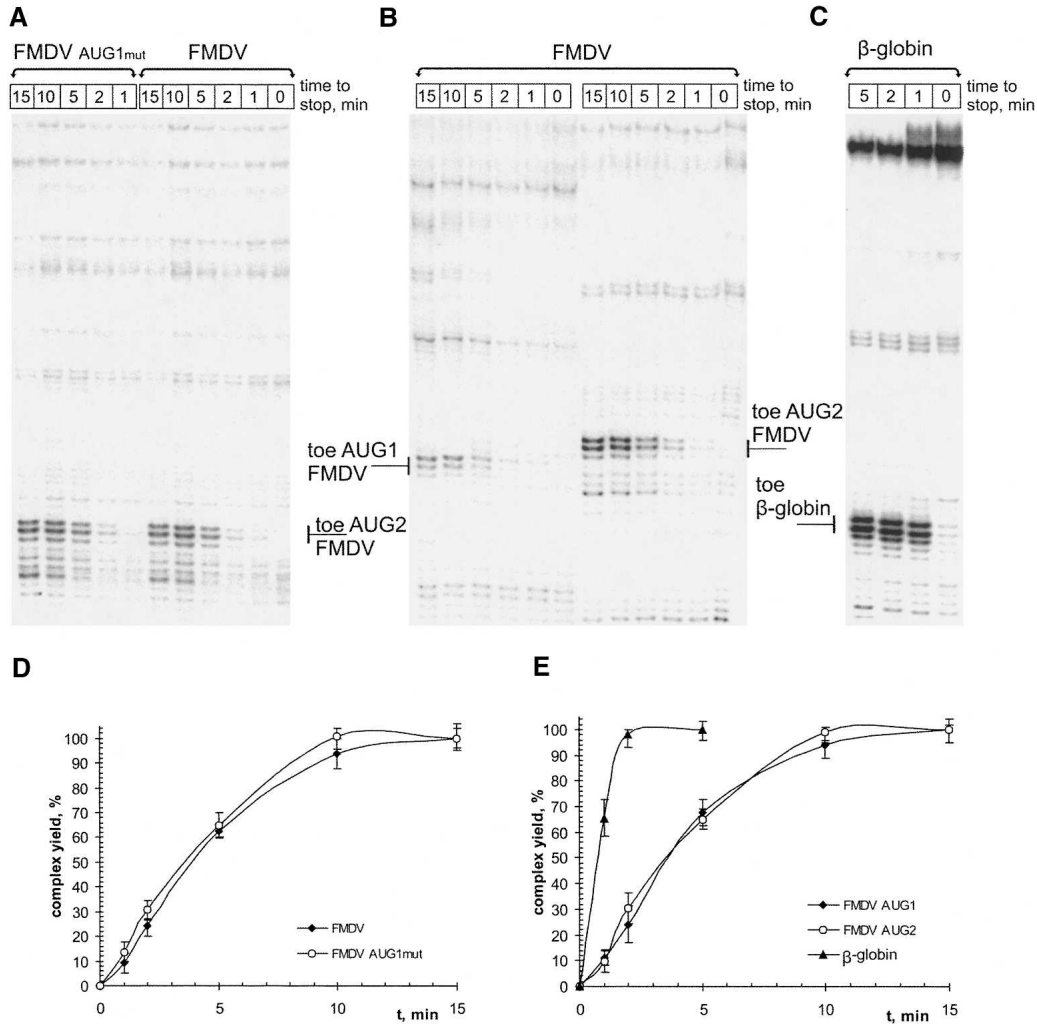 A
FMDV AUG1mut FMDV
15 10 5 2 1 15 10 5 2 1 0 time to stop, min
toe AUG2
FMDV
B
FMDV
15 10 5 2 1 0 15 10 5 2 1 0 time to stop, min
toe AUG1
FMDV
toe AUG2
FMDV
C
β-globin
5 2 1 0 time to stop, min
toe
β-globin
D
complex yield, %
100
90
80
70
60
50
40
30
20
10
0
0 5 10 15
t, min
FMDV
FMDV AUG1mut
E
complex yield, %
100
90
80
70
60
50
40
30
20
10
0
0 5 10 15
t, min
FMDV AUG1
FMDV AUG2
β-globin